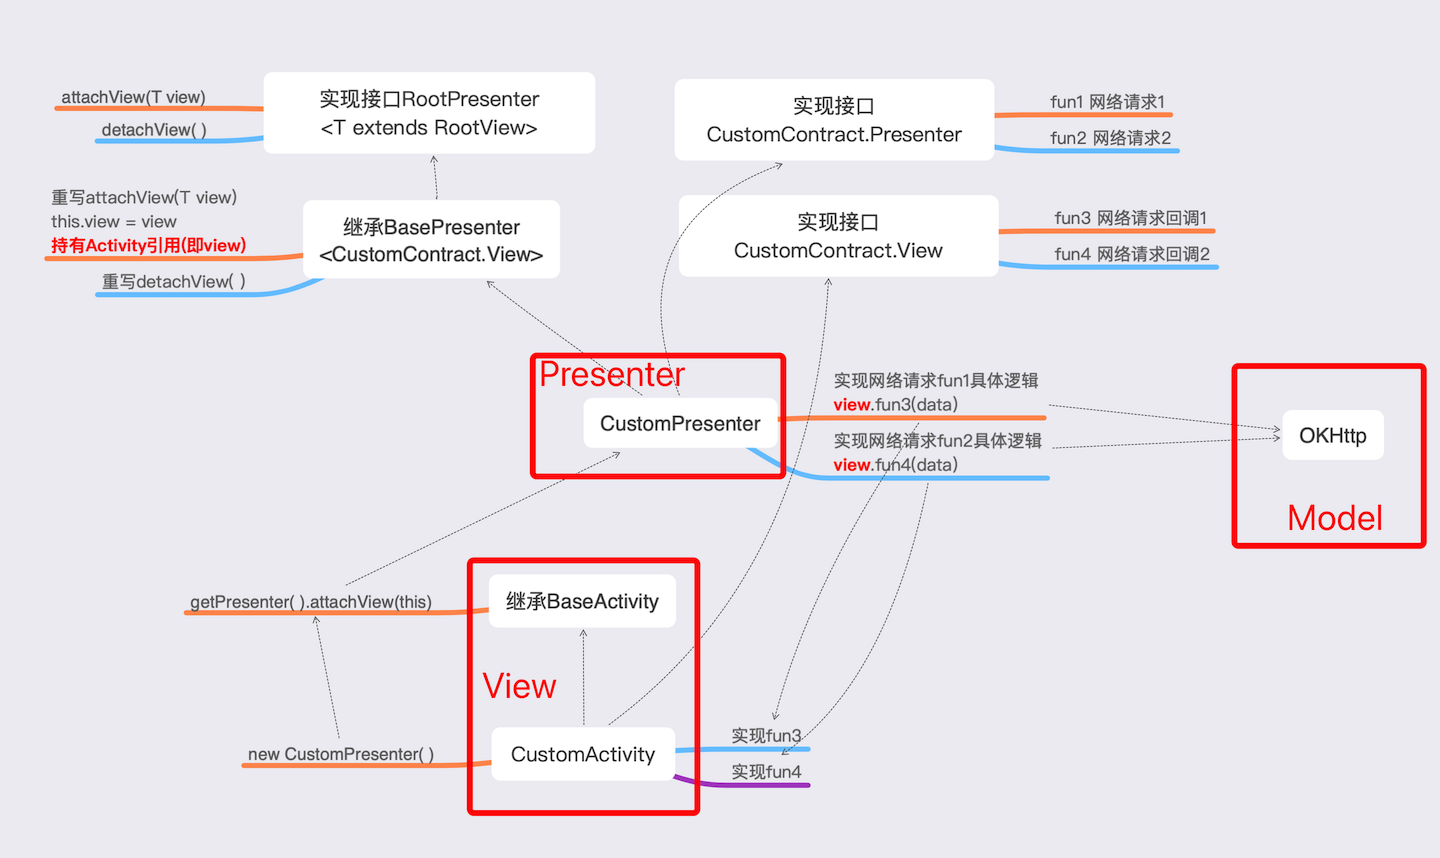 attachView(T view)
detachView( )
实现接口RootPresenter
<T extends RootView>
实现接口
CustomContract.Presenter
fun1 网络请求1
fun2 网络请求2
重写attachView(T view)
this.view = view
持有Activity引用(即view)
重写detachView( )
继承BasePresenter
<CustomContract.View>
实现接口
CustomContract.View
fun3 网络请求回调1
fun4 网络请求回调2
Presenter
CustomPresenter
实现网络请求fun1具体逻辑
view.fun3(data)
实现网络请求fun2具体逻辑
view.fun4(data)
OKHttp
Model
getPresenter( ).attachView(this)
继承BaseActivity
View
new CustomPresenter( )
CustomActivity
实现fun3
实现fun4